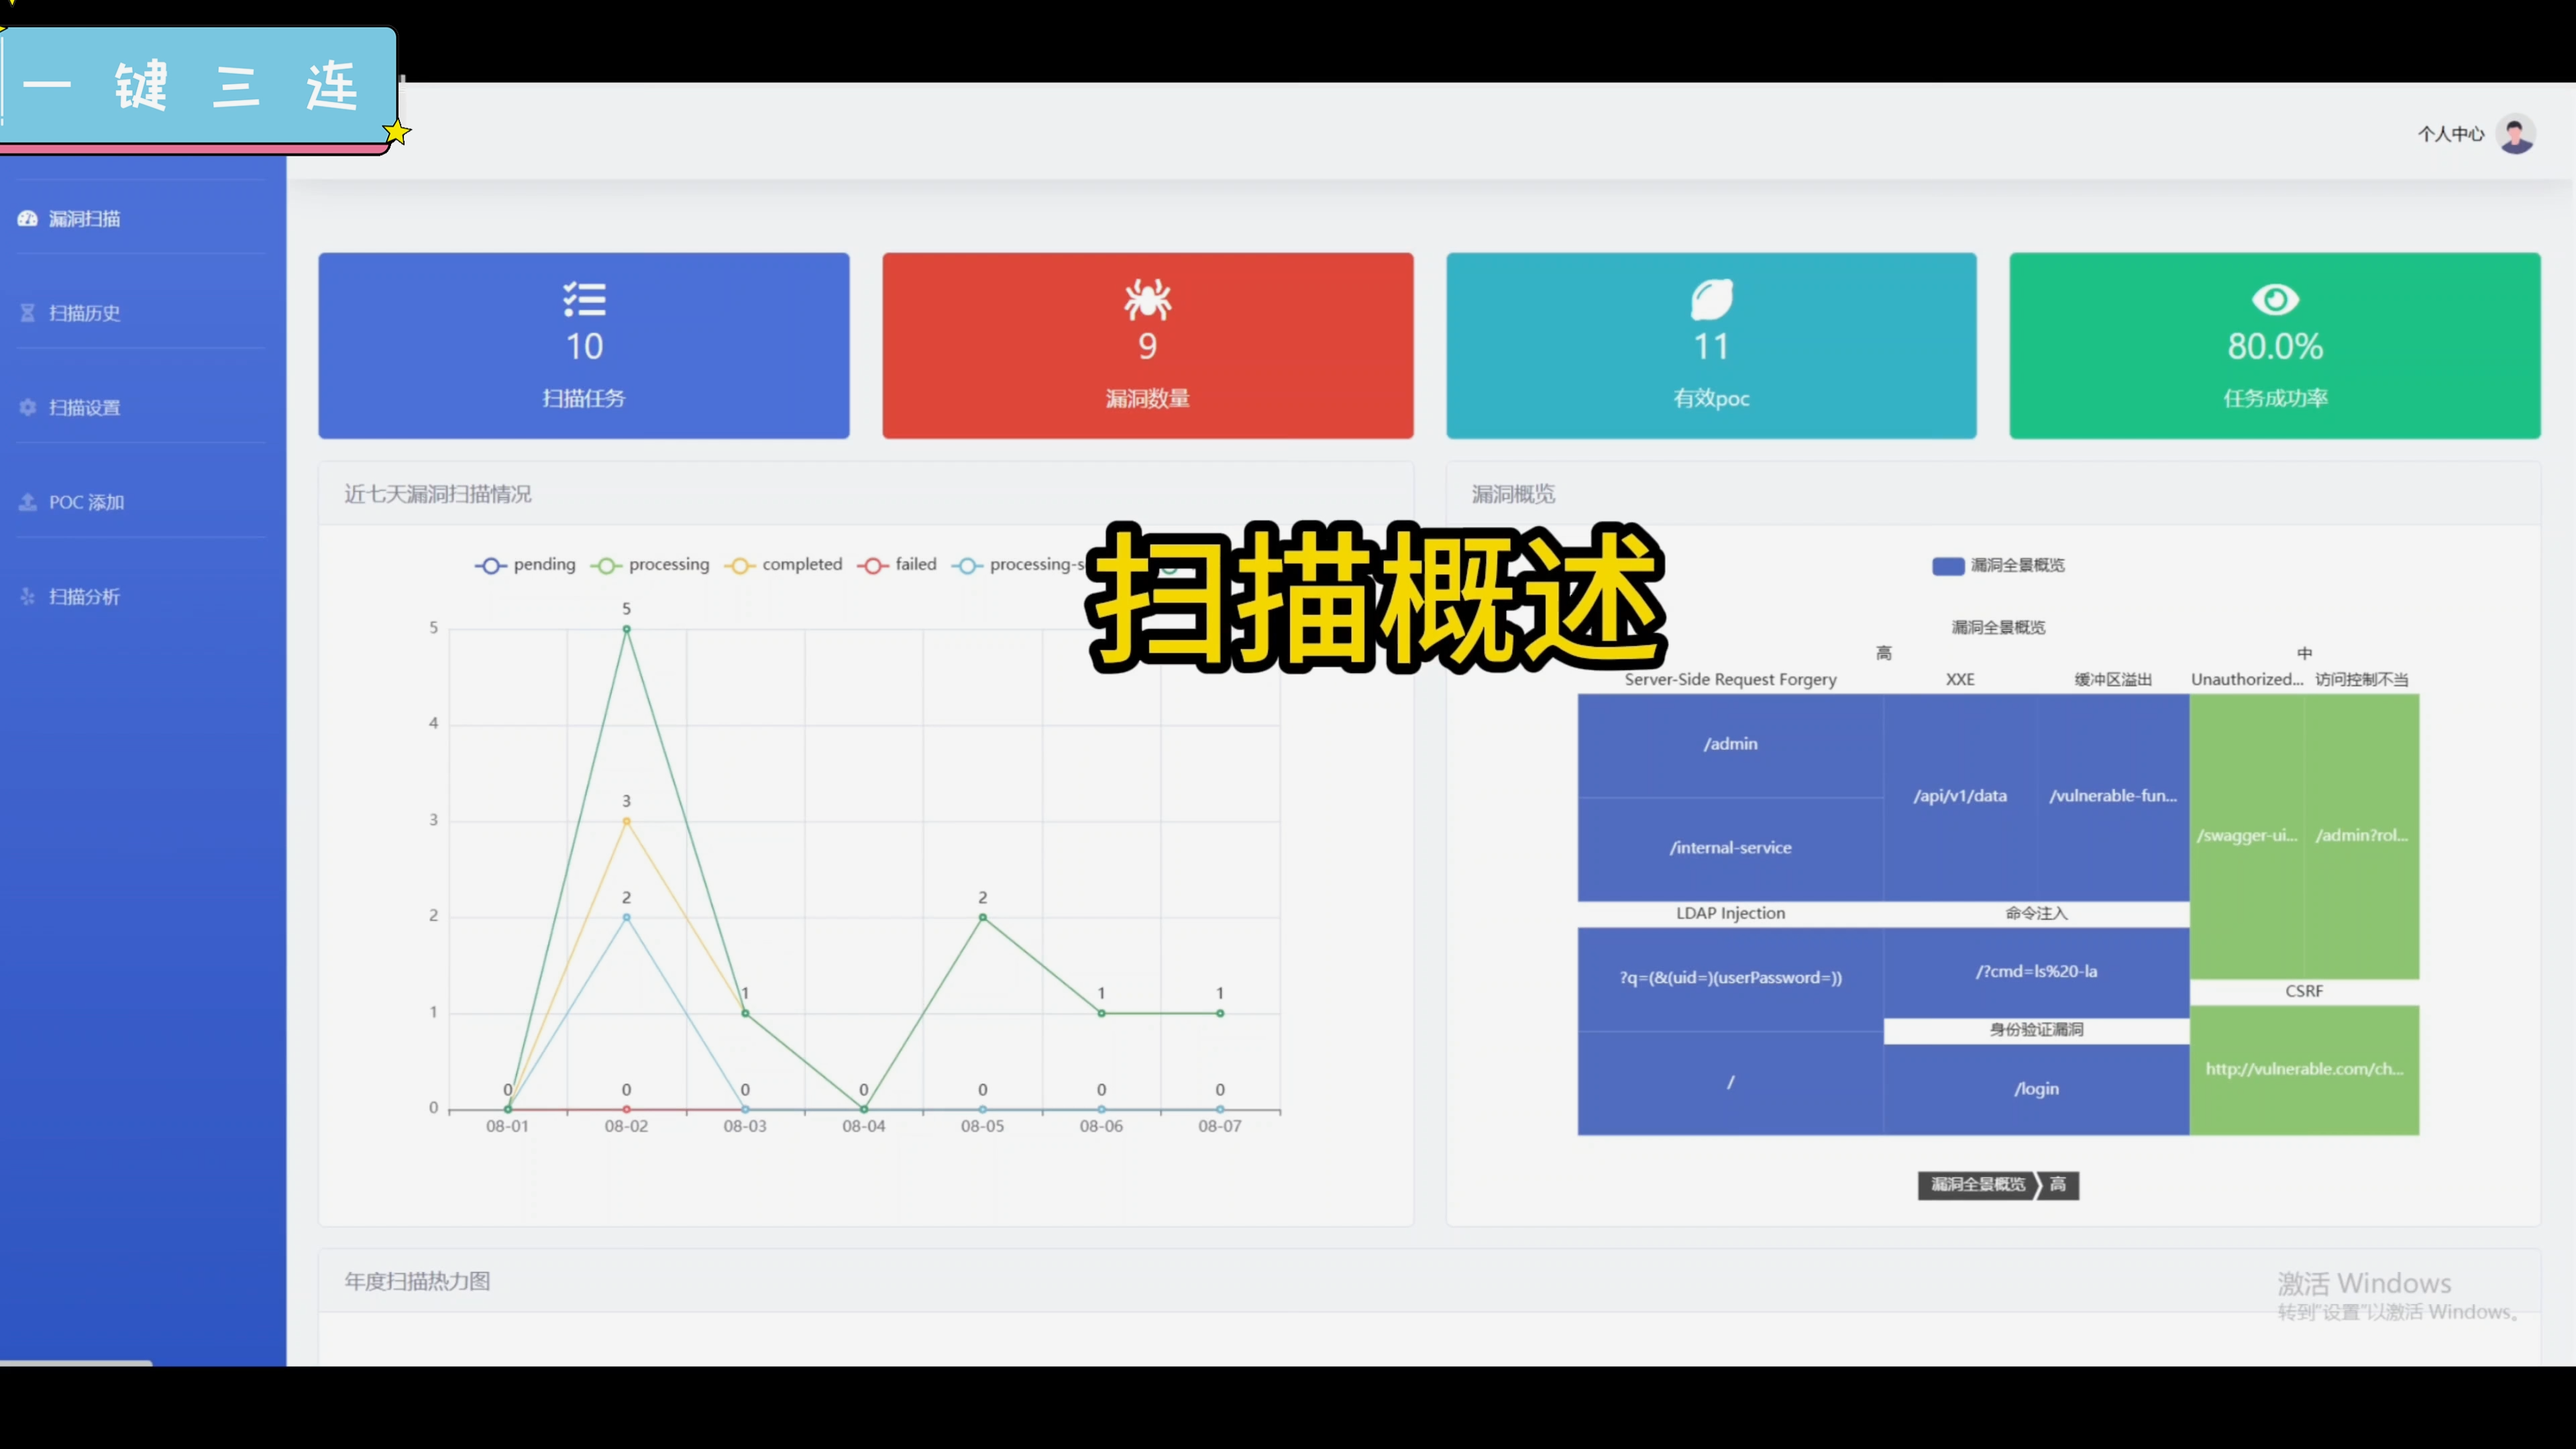 一键三连
个人中心
漏洞扫描
扫描历史
扫描设置
POC 添加
扫描分析
10
扫描任务
9
漏洞数量
11
有效poc
80.0%
任务成功率
近七天漏洞扫描情况
pending processing completed failed processing-s
5
4
3
2
1
0
5
3
2
1
2
1
1
0
0
0
0
0
0
0
08-01 08-02 08-03 08-04 08-05 08-06 08-07
扫描概述
漏洞概览
漏洞全景概览
漏洞全景概览
高
中
Server-Side Request Forgery
XXE
缓冲区溢出
Unauthorized...
访问控制不当
/admin
/internal-service
/api/v1/data
/vulnerable-fun...
/swagger-ui...
/admin?rol...
LDAP Injection
命令注入
?q=(&(uid=)(userPassword=))
/
/?cmd=ls%20-la
身份验证漏洞
/login
CSRF
http://vulnerable.com/ch...
漏洞全景概览
高
年度扫描热力图
激活 Windows
转到"设置"以激活 Windows。